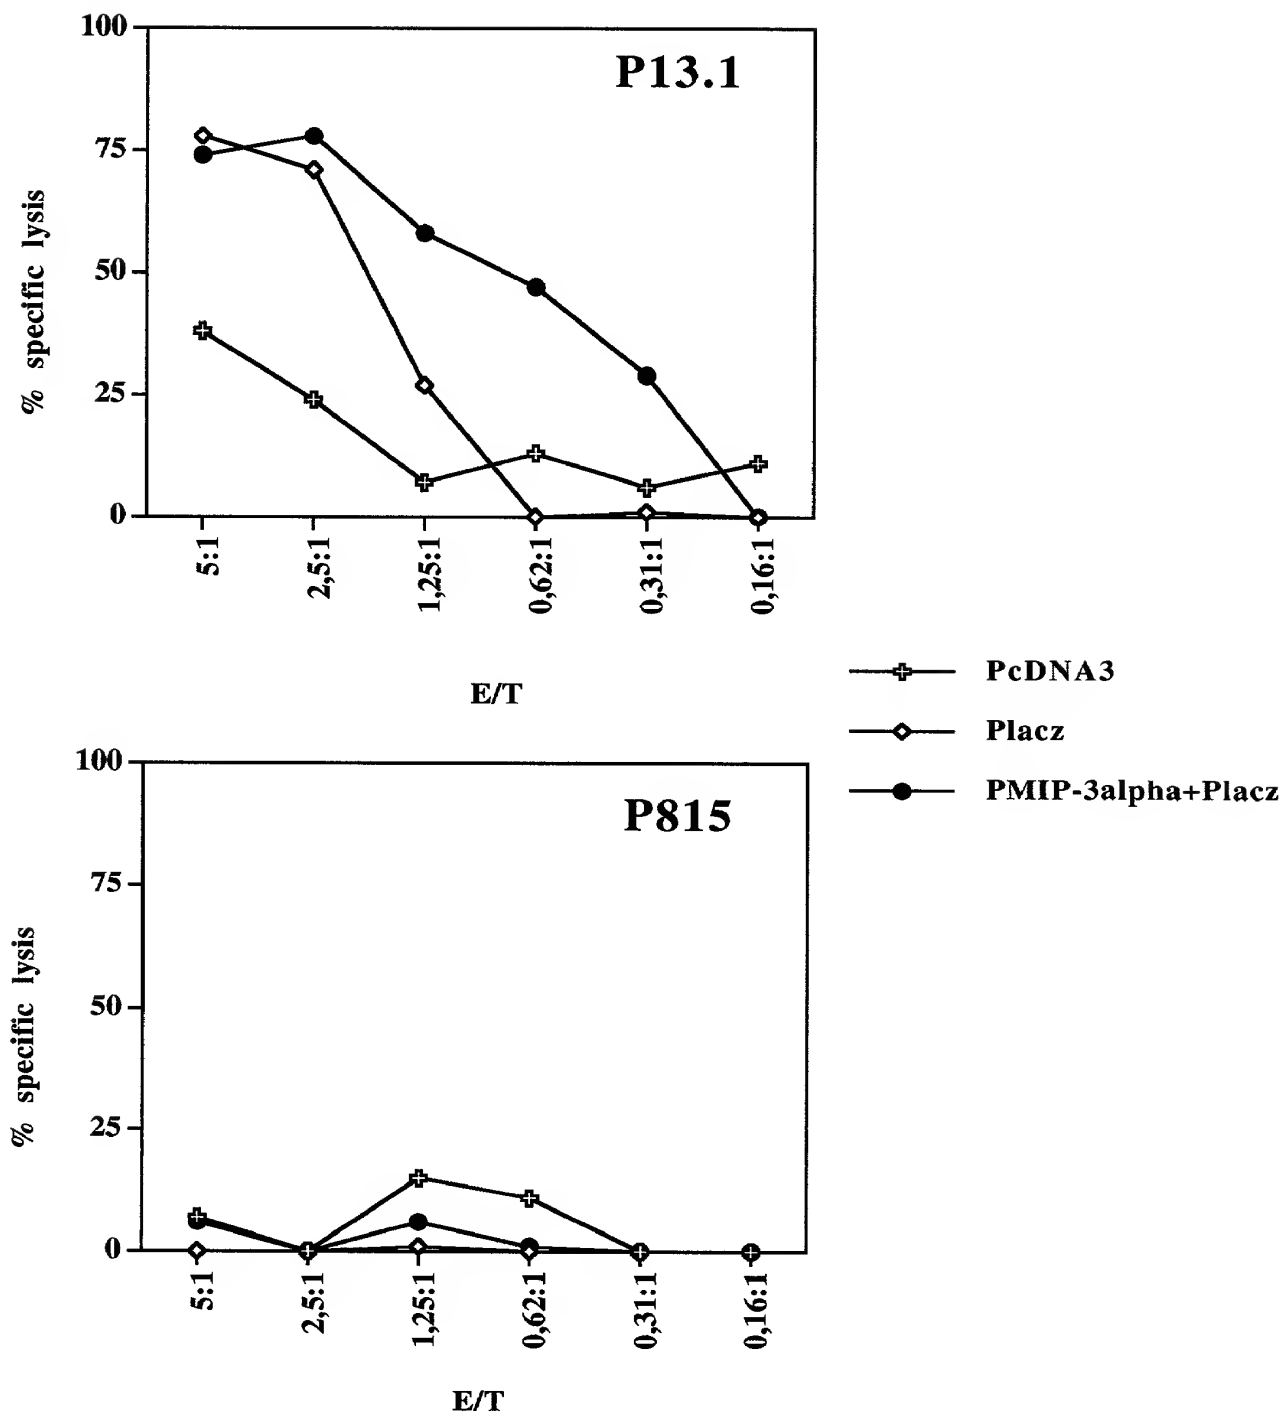 P13.1
100
75
50
25
0
% specific lysis
5:1
2,5:1
1,25:1
0,62:1
0,31:1
0,16:1
E/T
PcDNA3
Placz
PMIP-3alpha+Placz
P815
100
75
50
25
0
% specific lysis
5:1
2,5:1
1,25:1
0,62:1
0,31:1
0,16:1
E/T